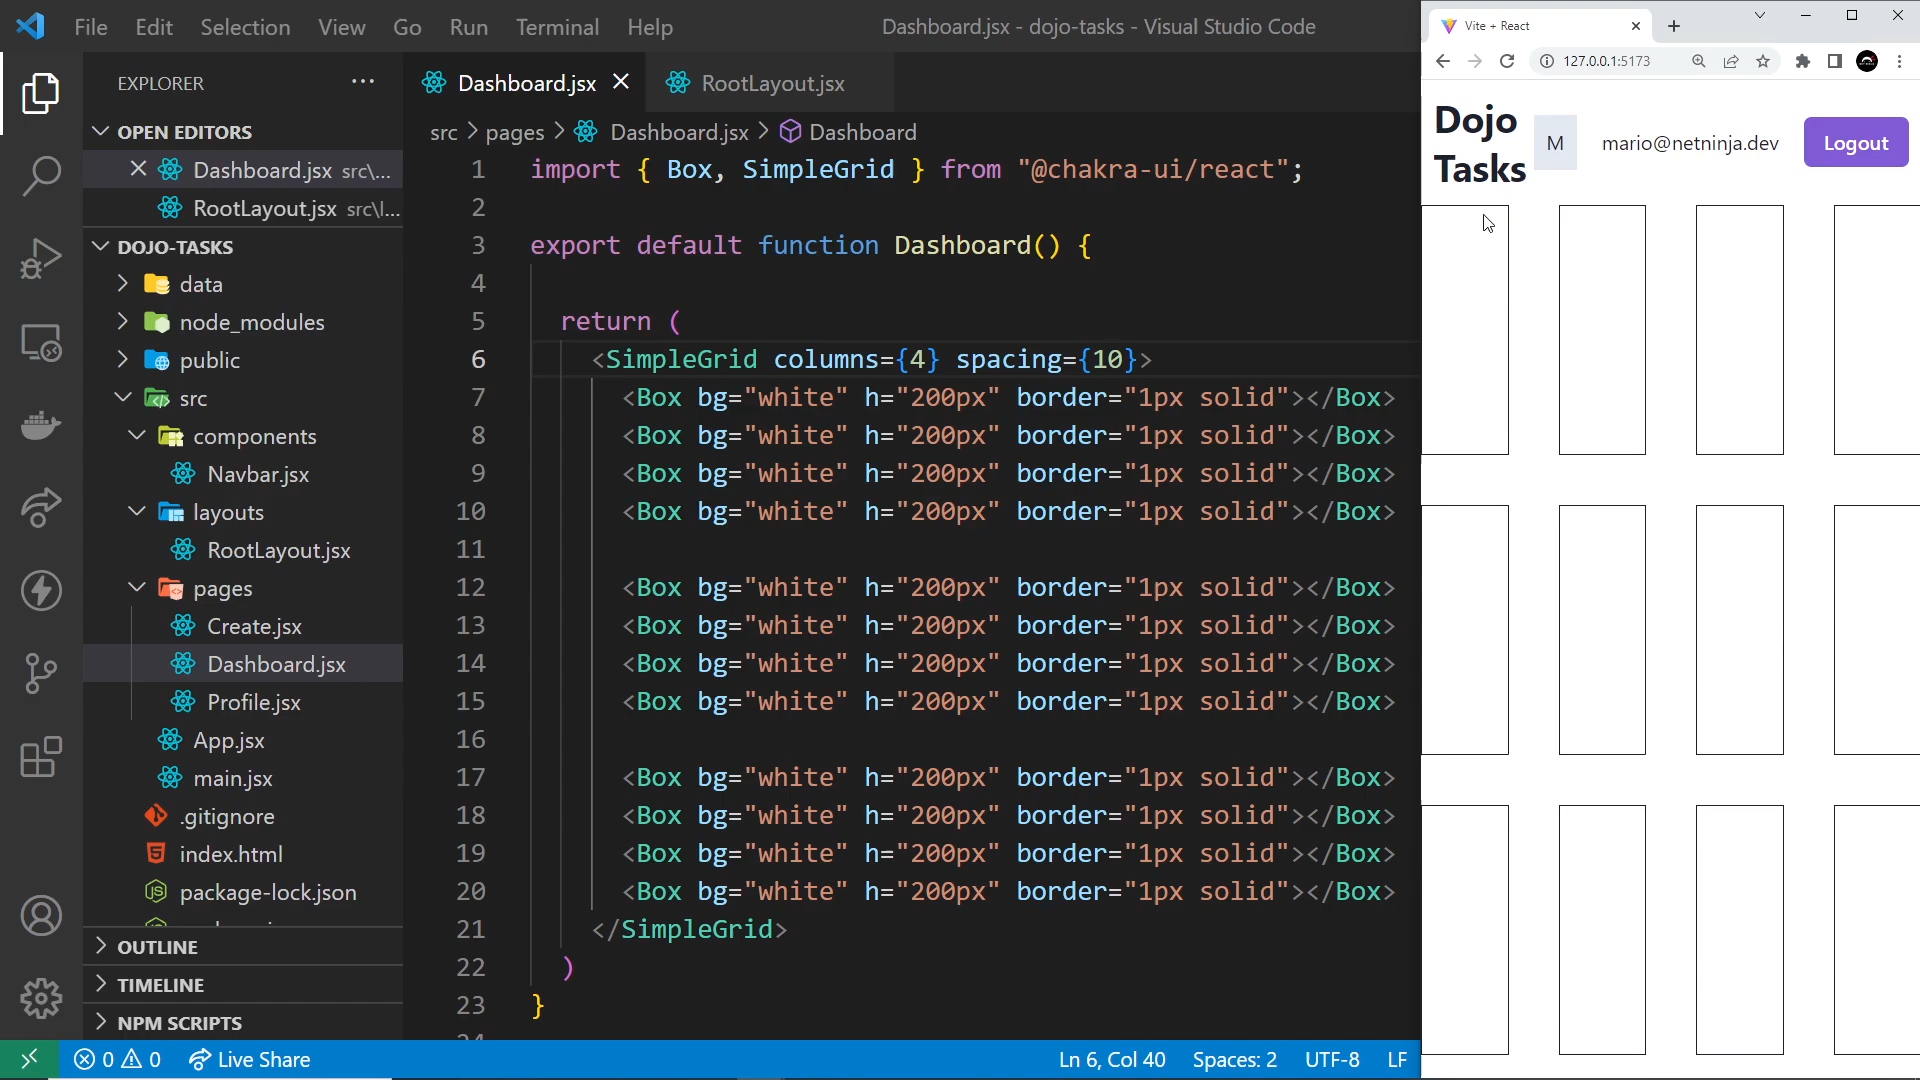 File Edit Selection View Go Run Terminal Help
Dashboard.jsx - dojo-tasks - Visual Studio Code
EXPLORER
OPEN EDITORS
Dashboard.jsx src\...
RootLayout.jsx src\l...
DOJO-TASKS
data
node_modules
public
src
components
Navbar.jsx
layouts
RootLayout.jsx
pages
Create.jsx
Dashboard.jsx
Profile.jsx
App.jsx
main.jsx
.gitignore
index.html
package-lock.json
OUTLINE
TIMELINE
NPM SCRIPTS
Dashboard.jsx RootLayout.jsx
src > pages > Dashboard.jsx > Dashboard
1 import { Box, SimpleGrid } from "@chakra-ui/react";
2
3 export default function Dashboard() {
4
5 return (
6 <SimpleGrid columns={4} spacing={10}>
7 <Box bg="white" h="200px" border="1px solid"></Box>
8 <Box bg="white" h="200px" border="1px solid"></Box>
9 <Box bg="white" h="200px" border="1px solid"></Box>
10 <Box bg="white" h="200px" border="1px solid"></Box>
11
12 <Box bg="white" h="200px" border="1px solid"></Box>
13 <Box bg="white" h="200px" border="1px solid"></Box>
14 <Box bg="white" h="200px" border="1px solid"></Box>
15 <Box bg="white" h="200px" border="1px solid"></Box>
16
17 <Box bg="white" h="200px" border="1px solid"></Box>
18 <Box bg="white" h="200px" border="1px solid"></Box>
19 <Box bg="white" h="200px" border="1px solid"></Box>
20 <Box bg="white" h="200px" border="1px solid"></Box>
21 </SimpleGrid>
22 )
23 }
0 0 Live Share
Ln 6, Col 40 Spaces: 2 UTF-8 LF
Vite + React
127.0.0.1:5173
Dojo
Tasks
M
mario@netninja.dev
Logout